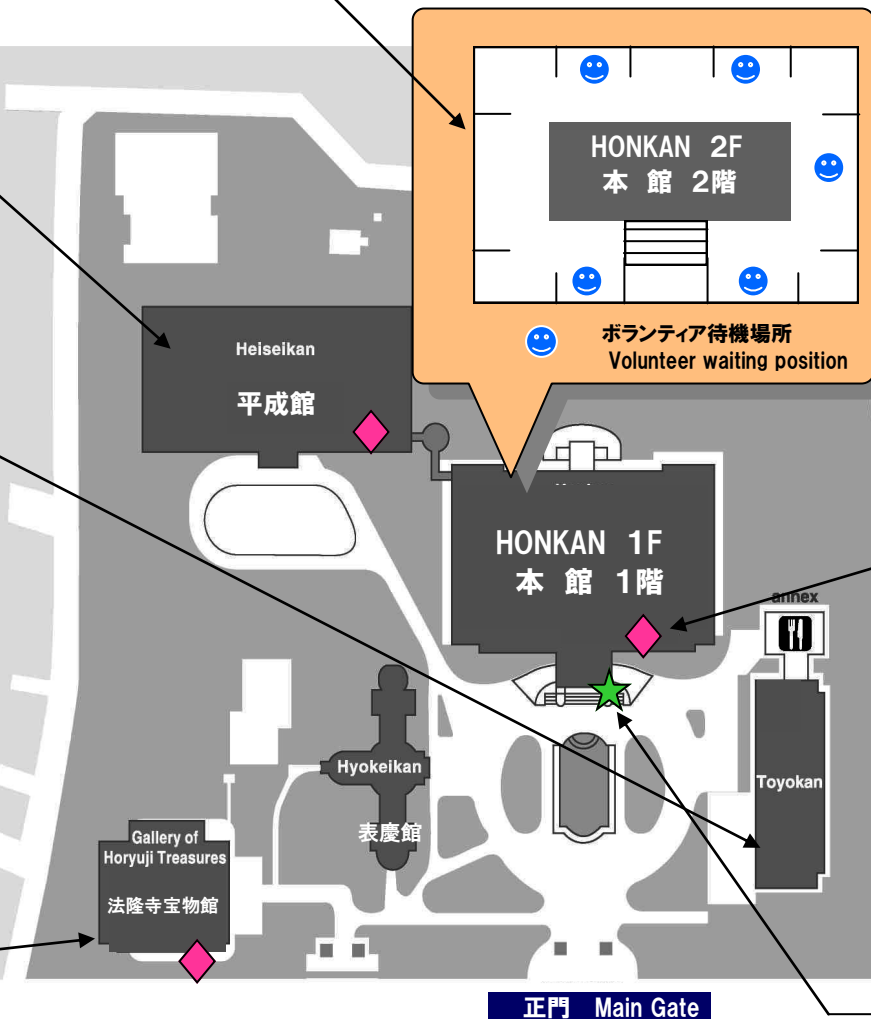 HONKAN 2F
本 館 2階
ボランティア待機場所
Volunteer waiting position
Heiseikan
平成館
HONKAN 1F
本 館 1階
annex
Hyokeikan
表慶館
Toyokan
Gallery of
Horyuji Treasures
法隆寺宝物館
正門 Main Gate